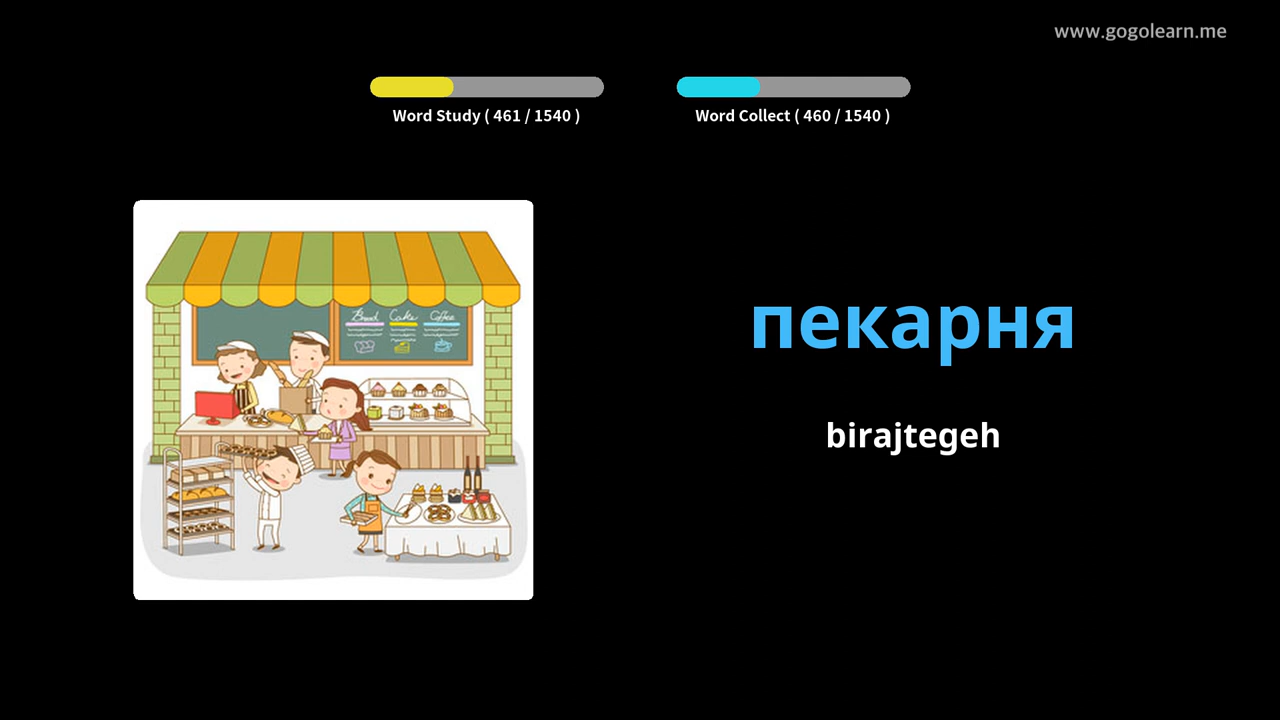 www.gogolearn.me
Word Study ( 461 / 1540 )
Word Collect ( 460 / 1540 )
Bread Cake Coffee
пекарня
birajtegeh